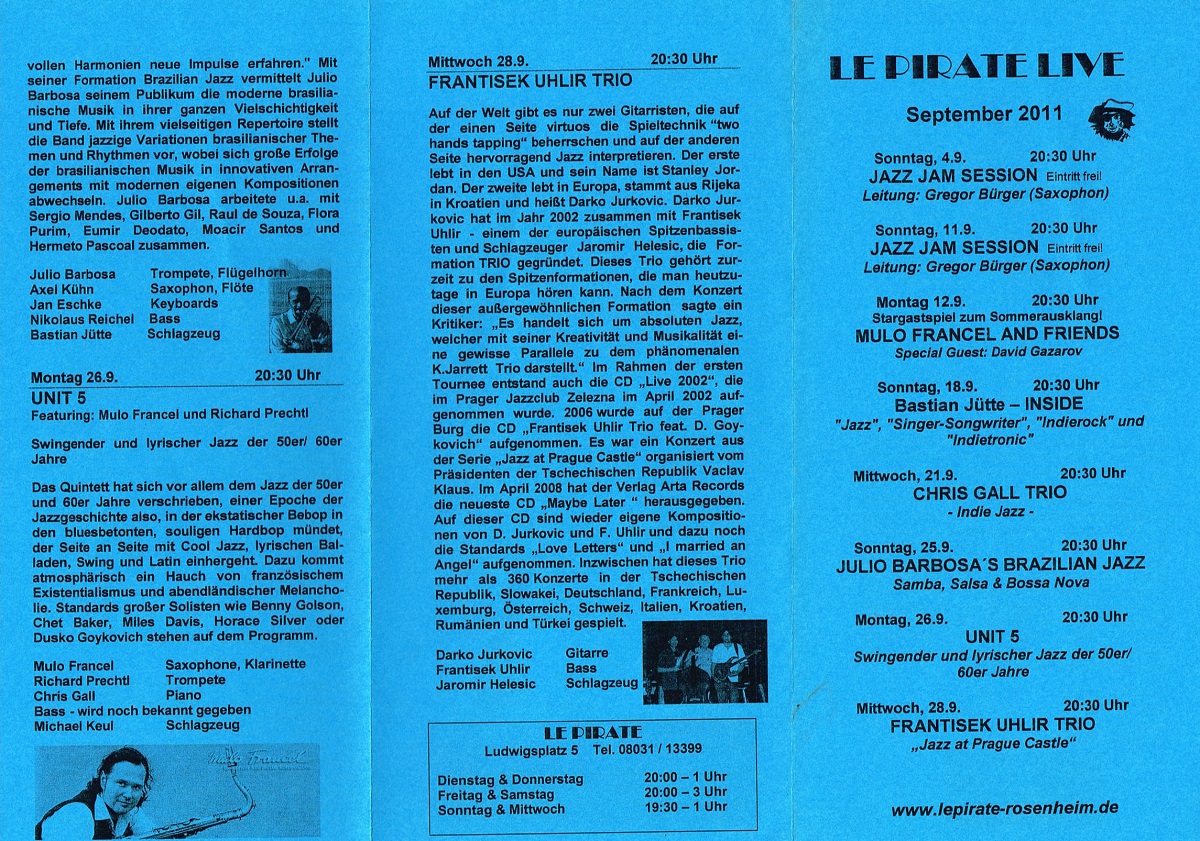 vollen Harmonien neue Impulse erfahren." Mit
seiner Formation Brazilian Jazz vermittelt Julio
Barbosa seinem Publikum die moderne brasilia-
nische Musik in ihrer ganzen Vielschichtigkeit
und Tiefe. Mit ihrem vielseitigen Repertoire stellt
die Band jazzige Variationen brasilianischer The-
men und Rhythmen vor, wobei sich große Erfolge
der brasilianischen Musik in innovativen Arran-
gements mit modernen eigenen Kompositionen
abwechseln. Julio Barbosa arbeitete u.a. mit
Sergio Mendes, Gilberto Gil, Raul de Souza, Flora
Purim, Eumir Deodato, Moacir Santos und
Hermeto Pascoal zusammen.
Julio Barbosa Trompete, Flügelhorn
Axel Kühn Saxophon, Flöte
Jan Eschke Keyboards
Nikolaus Reichel Bass
Bastian Jütte Schlagzeug
Montag 26.9. 20:30 Uhr
UNIT 5
Featuring: Mulo Francel und Richard Prechtl
Swingender und lyrischer Jazz der 50er/ 60er
Jahre
Das Quintett hat sich vor allem dem Jazz der 50er
und 60er Jahre verschrieben, einer Epoche der
Jazzgeschichte also, in der ekstatischer Bebop in
den bluesbetonten, souligen Hardbop mündet,
der Seite an Seite mit Cool Jazz, lyrischen Bal-
laden, Swing und Latin einhergeht. Dazu kommt
atmosphärisch ein Hauch von französischem
Existentialismus und abendländischer Melancho-
lie. Standards großer Solisten wie Benny Golson,
Chet Baker, Miles Davis, Horace Silver oder
Dusko Goykovich stehen auf dem Programm.
Mulo Francel Saxophone, Klarinette
Richard Prechtl Trompete
Chris Gall Piano
Bass - wird noch bekannt gegeben
Michael Keul Schlagzeug
Mulo Francel
Mittwoch 28.9. 20:30 Uhr
FRANTISEK UHLIR TRIO
Auf der Welt gibt es nur zwei Gitarristen, die auf
der einen Seite virtuos die Spieltechnik "two
hands tapping" beherrschen und auf der anderen
Seite hervorragend Jazz interpretieren. Der erste
lebt in den USA und sein Name ist Stanley Jor-
dan. Der zweite lebt in Europa, stammt aus Rijeka
in Kroatien und heißt Darko Jurkovic. Darko Jur-
kovic hat im Jahr 2002 zusammen mit Frantisek
Uhlir - einem der europäischen Spitzenbassis-
ten und Schlagzeuger Jaromir Helesic, die For-
mation TRIO gegründet. Dieses Trio gehört zur-
zeit zu den Spitzenformationen, die man heutzu-
tage in Europa hören kann. Nach dem Konzert
dieser außergewöhnlichen Formation sagte ein
Kritiker: „Es handelt sich um absoluten Jazz,
welcher mit seiner Kreativität und Musikalität ei-
ne gewisse Parallele zu dem phänomenalen
K.Jarrett Trio darstellt." Im Rahmen der ersten
Tournee entstand auch die CD „Live 2002", die
im Prager Jazzclub Zelezna im April 2002 auf-
genommen wurde. 2006 wurde auf der Prager
Burg die CD „Frantisek Uhlir Trio feat. D. Goy-
kovich" aufgenommen. Es war ein Konzert aus
der Serie „Jazz at Prague Castle" organisiert vom
Präsidenten der Tschechischen Republik Vaclav
Klaus. Im April 2008 hat der Verlag Arta Records
die neueste CD „Maybe Later " herausgegeben.
Auf dieser CD sind wieder eigene Kompositio-
nen von D. Jurkovic und F. Uhlir und dazu noch
die Standards „Love Letters" und „I married an
Angel" aufgenommen. Inzwischen hat dieses Trio
mehr als 360 Konzerte in der Tschechischen
Republik, Slowakei, Deutschland, Frankreich, Lu-
xemburg, Österreich, Schweiz, Italien, Kroatien,
Rumänien und Türkei gespielt.
Darko Jurkovic Gitarre
Frantisek Uhlir Bass
Jaromir Helesic Schlagzeug
LE PIRATE
Ludwigsplatz 5 Tel. 08031 / 13399
Dienstag & Donnerstag 20:00 – 1 Uhr
Freitag & Samstag 20:00 – 3 Uhr
Sonntag & Mittwoch 19:30 – 1 Uhr
LE PIRATE LIVE
September 2011
Sonntag, 4.9. 20:30 Uhr
JAZZ JAM SESSION Eintritt frei!
Leitung: Gregor Bürger (Saxophon)
Sonntag, 11.9. 20:30 Uhr
JAZZ JAM SESSION Eintritt frei!
Leitung: Gregor Bürger (Saxophon)
Montag 12.9. 20:30 Uhr
Stargastspiel zum Sommerausklang!
MULO FRANCEL AND FRIENDS
Special Guest: David Gazarov
Sonntag, 18.9. 20:30 Uhr
Bastian Jütte – INSIDE
"Jazz", "Singer-Songwriter", "Indierock" und
"Indietronic"
Mittwoch, 21.9. 20:30 Uhr
CHRIS GALL TRIO
- Indie Jazz -
Sonntag, 25.9. 20:30 Uhr
JULIO BARBOSA´S BRAZILIAN JAZZ
Samba, Salsa & Bossa Nova
Montag, 26.9. 20:30 Uhr
UNIT 5
Swingender und lyrischer Jazz der 50er/
60er Jahre
Mittwoch, 28.9. 20:30 Uhr
FRANTISEK UHLIR TRIO
„Jazz at Prague Castle"
www.lepirate-rosenheim.de